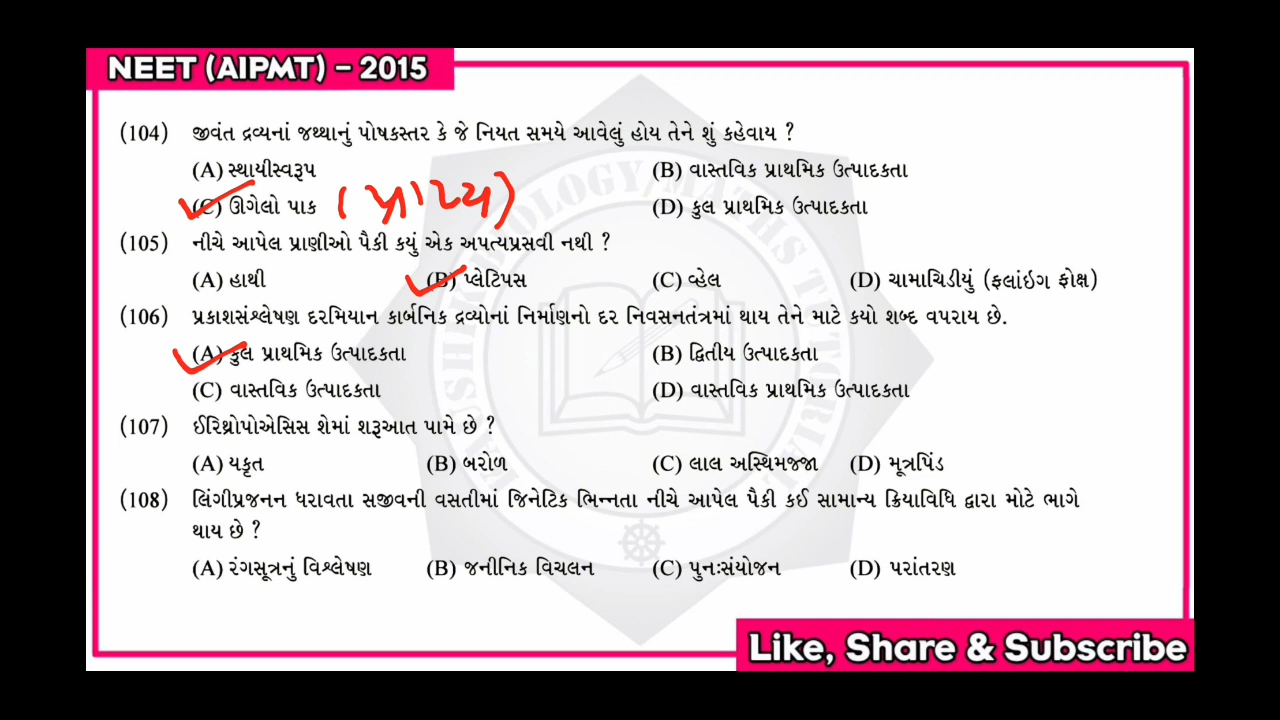 NEET (AIPMT) – 2015
(104) જીવંત દ્રવ્યનાં જથ્થાનું પોષકસ્તર કે જે નિયત સમયે આવેલું હોય તેને શું કહેવાય ?
(A) સ્થાયીસ્વરૂપ (B) વાસ્તવિક પ્રાથમિક ઉત્પાદકતા
(C) ઊગેલો પાક (D) કુલ પ્રાથમિક ઉત્પાદકતા
(105) નીચે આપેલ પ્રાણીઓ પૈકી કયું એક અપત્યપ્રસવી નથી ?
(A) હાથી (B) પ્લેટિપસ (C) વ્હેલ (D) ચામાચિડીયું (ફલાંઇગ ફોક્ષ)
(106) પ્રકાશસંશ્લેષણ દરમિયાન કાર્બનિક દ્રવ્યોનાં નિર્માણનો દર નિવસનતંત્રમાં થાય તેને માટે કયો શબ્દ વપરાય છે.
(A) કુલ પ્રાથમિક ઉત્પાદકતા (B) દ્વિતીય ઉત્પાદકતા
(C) વાસ્તવિક ઉત્પાદકતા (D) વાસ્તવિક પ્રાથમિક ઉત્પાદકતા
(107) ઈરિથ્રોપોએસિસ શેમાં શરૂઆત પામે છે ?
(A) યકૃત (B) બરોળ (C) લાલ અસ્થિમજ્જા (D) મૂત્રપિંડ
(108) લિંગીપ્રજનન ધરાવતા સજીવની વસતીમાં જિનેટિક ભિન્નતા નીચે આપેલ પૈકી કઈ સામાન્ય ક્રિયાવિધિ દ્વારા મોટે ભાગે
થાય છે ?
(A) રંગસૂત્રનું વિશ્લેષણ (B) જનીનિક વિચલન (C) પુનઃસંયોજન (D) પરાંતરણ
Like, Share & Subscribe